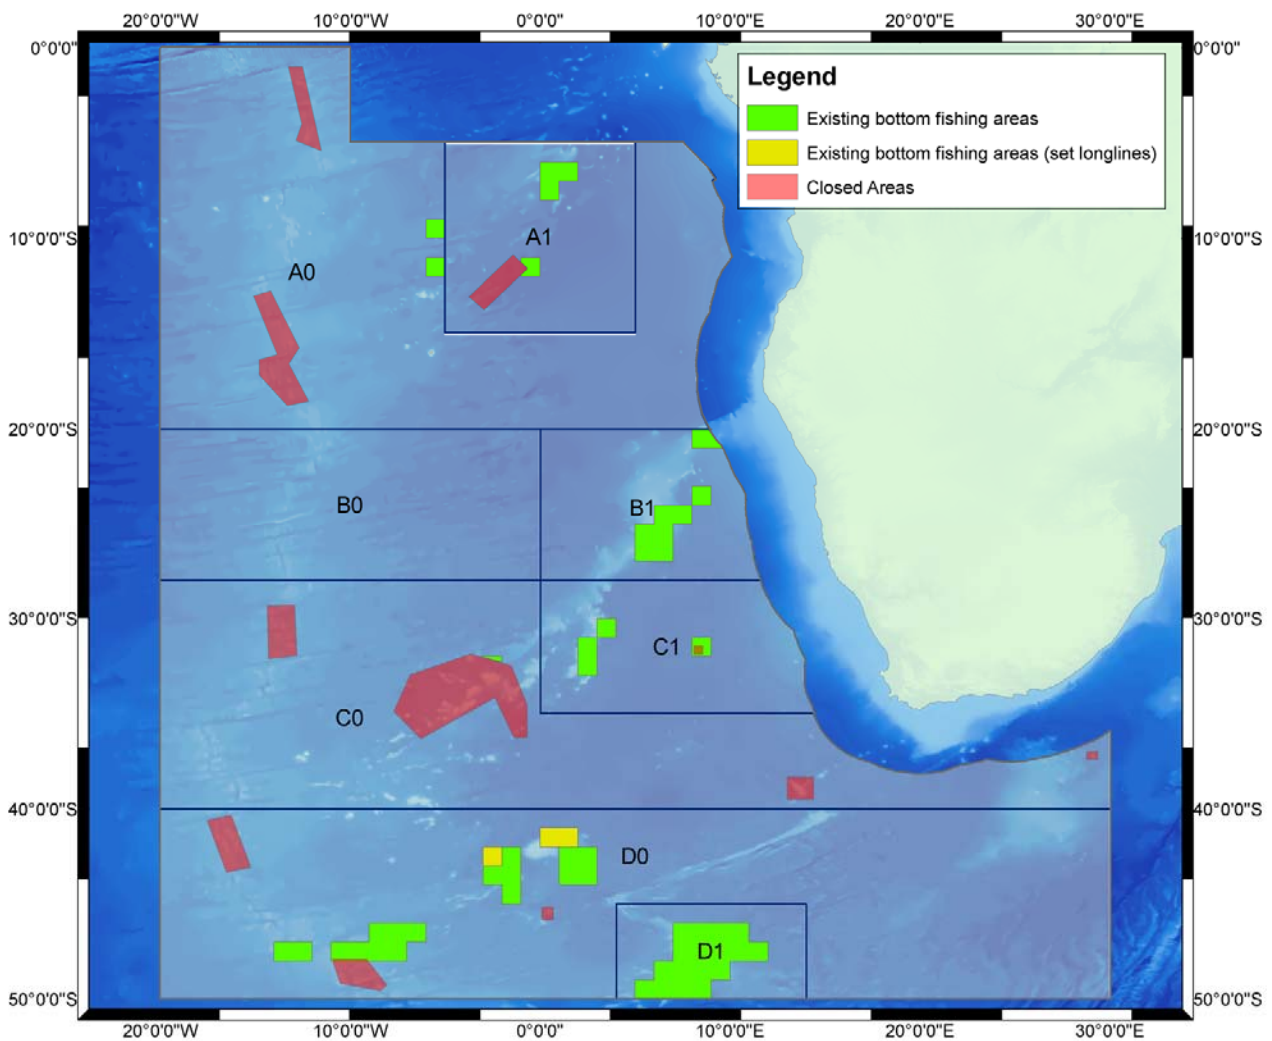 20°0'0"W 10°0'0"W 0°0'0" 10°0'0"E 20°0'0"E 30°0'0"E
0°0'0" 0°0'0"
Legend
Existing bottom fishing areas
Existing bottom fishing areas (set longlines)
Closed Areas
A1
10°0'0"S 10°0'0"S
A0
20°0'0"S 20°0'0"S
B0 B1
30°0'0"S 30°0'0"S
C1
C0
40°0'0"S 40°0'0"S
D0
D1
50°0'0"S 50°0'0"S
20°0'0"W 10°0'0"W 0°0'0" 10°0'0"E 20°0'0"E 30°0'0"E